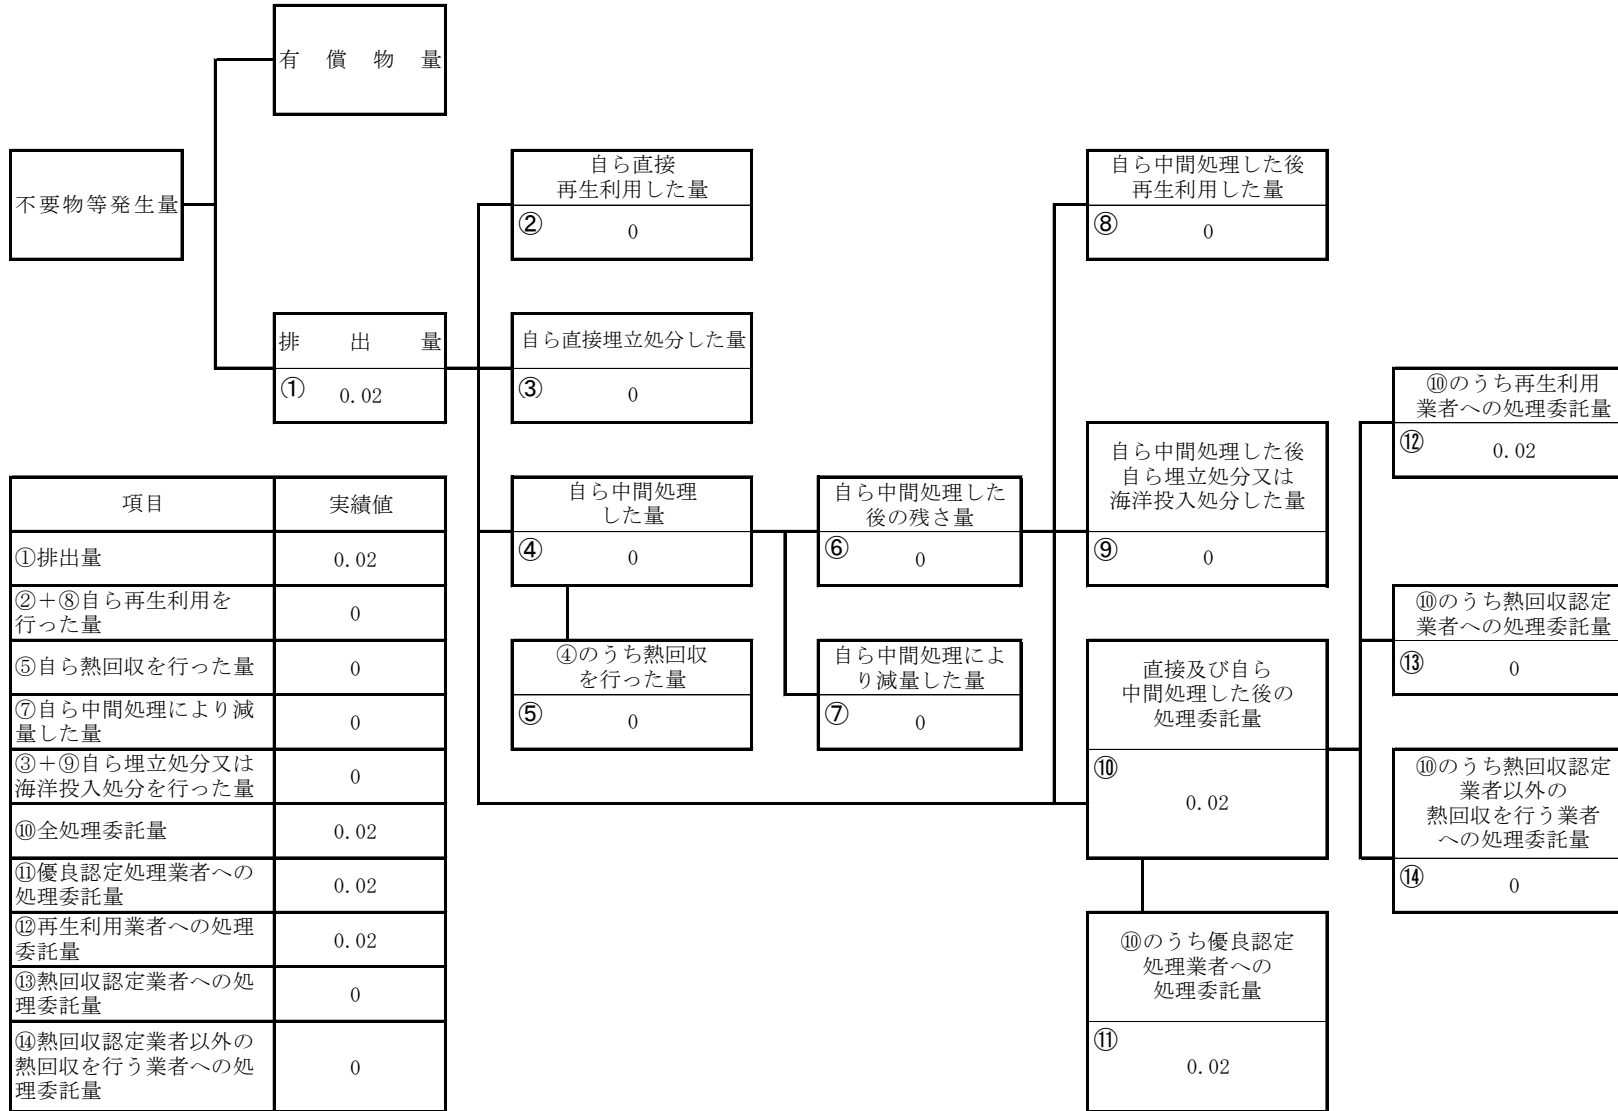 有償物量
不要物等発生量
排出量
① 0.02
自ら直接
再生利用した量
② 0
自ら直接埋立処分した量
③ 0
自ら中間処理
した量
④ 0
④のうち熱回収
を行った量
⑤ 0
自ら中間処理した
後の残さ量
⑥ 0
自ら中間処理によ
り減量した量
⑦ 0
自ら中間処理した後
再生利用した量
⑧ 0
自ら中間処理した後
自ら埋立処分又は
海洋投入処分した量
⑨ 0
直接及び自ら
中間処理した後の
処理委託量
⑩
0.02
⑩のうち優良認定
処理業者への
処理委託量
⑪
0.02
⑩のうち再生利用
業者への処理委託量
⑫ 0.02
⑩のうち熱回収認定
業者への処理委託量
⑬ 0
⑩のうち熱回収認定
業者以外の
熱回収を行う業者
への処理委託量
⑭ 0
項目 実績値
①排出量 0.02
②+⑧自ら再生利用を
行った量 0
⑤自ら熱回収を行った量 0
⑦自ら中間処理により減
量した量 0
③+⑨自ら埋立処分又は
海洋投入処分を行った量 0
⑩全処理委託量 0.02
⑪優良認定処理業者への
処理委託量 0.02
⑫再生利用業者への処理
委託量 0.02
⑬熱回収認定業者への処
理委託量 0
⑭熱回収認定業者以外の
熱回収を行う業者への処
理委託量 0